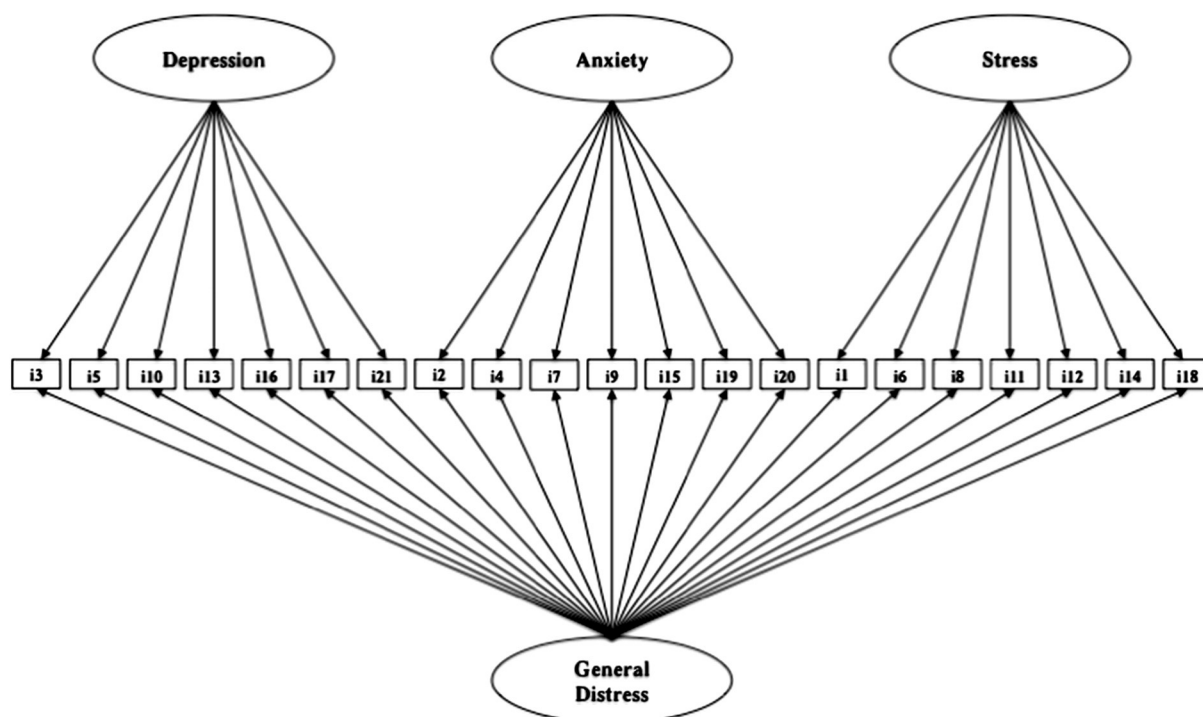 Depression Anxiety Stress
i3 i5 i10 i13 i16 i17 i21 i2 i4 i7 i9 i15 i19 i20 i1 i6 i8 i11 i12 i14 i18
General
Distress